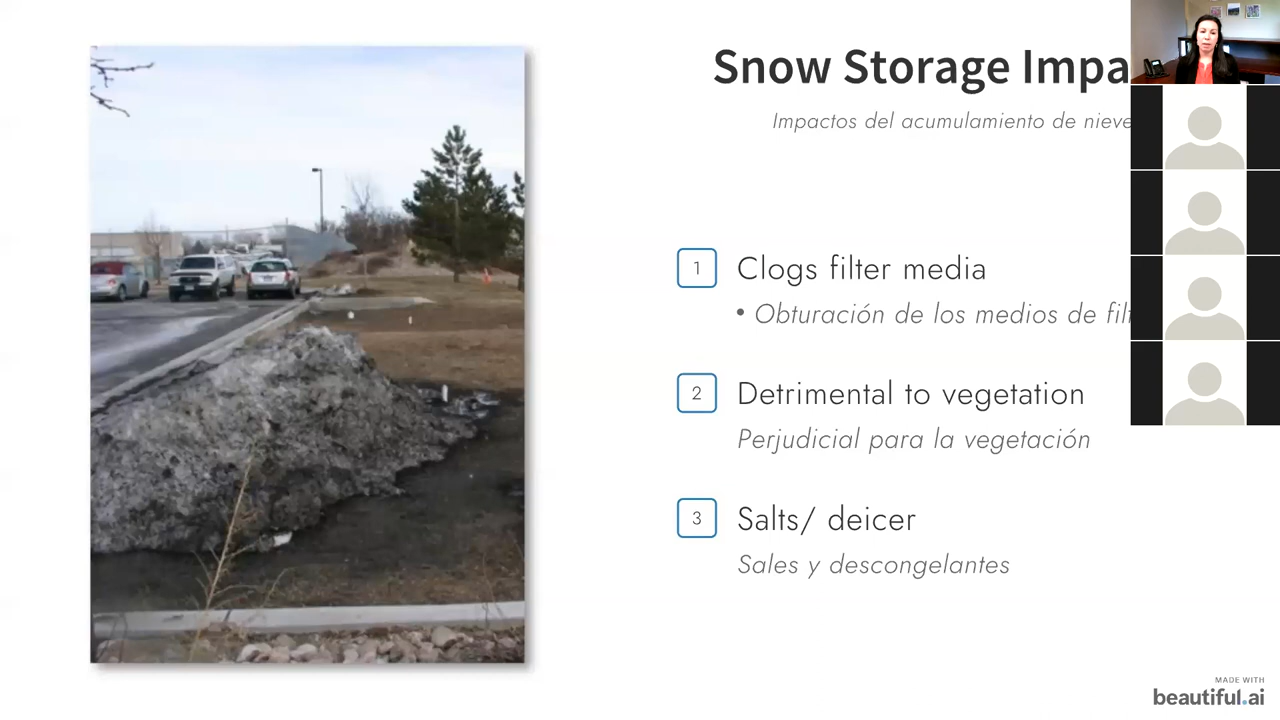 Snow Storage Impa
Impactos del acumulamiento de nieve
1 Clogs filter media
• Obturación de los medios de filt
2 Detrimental to vegetation
Perjudicial para la vegetación
3 Salts/ deicer
Sales y descongelantes
MADE WITH
beautiful.ai